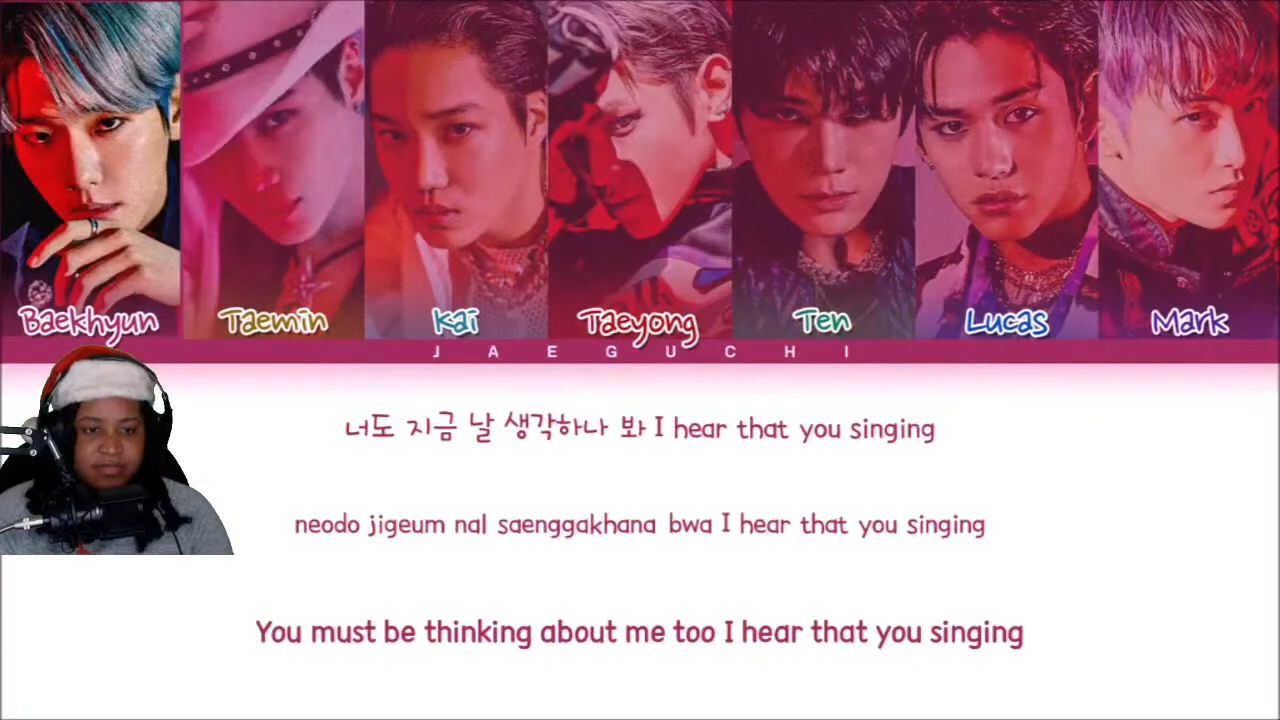 Baekhyun Taemin Kai Taeyong Ten Lucas Mark
JAEGUCHI
너도 지금 날 생각하나 봐 I hear that you singing
neodo jigeum nal saenggakhana bwa I hear that you singing
You must be thinking about me too I hear that you singing